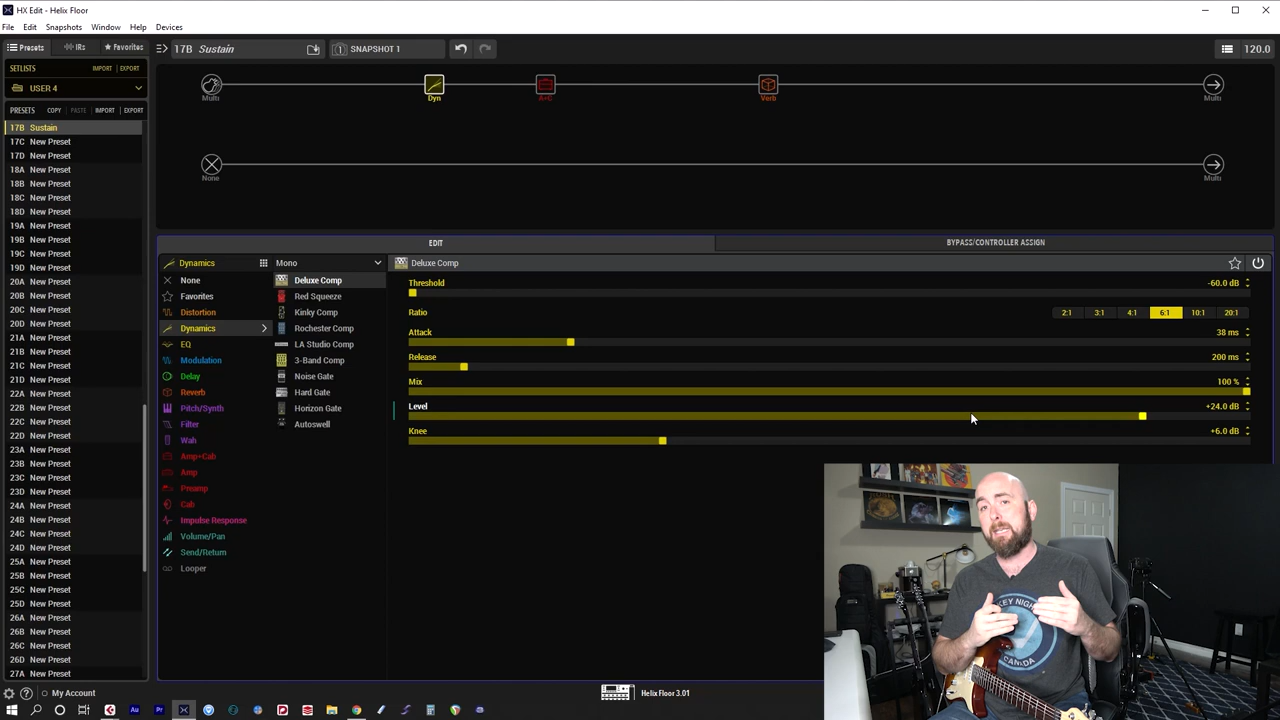 HX Edit - Helix Floor
File Edit Snapshots Window Help Devices
Presets IRs Favorites
17B Sustain
SNAPSHOT 1
120.0
SETLISTS IMPORT EXPORT
USER 4
PRESETS COPY PASTE IMPORT EXPORT
17B Sustain
17C New Preset
17D New Preset
18A New Preset
18B New Preset
18C New Preset
18D New Preset
19A New Preset
19B New Preset
19C New Preset
19D New Preset
20A New Preset
20B New Preset
20C New Preset
20D New Preset
21A New Preset
21B New Preset
21C New Preset
21D New Preset
22A New Preset
22B New Preset
22C New Preset
22D New Preset
23A New Preset
23B New Preset
23C New Preset
23D New Preset
24A New Preset
24B New Preset
24C New Preset
24D New Preset
25A New Preset
25B New Preset
25C New Preset
25D New Preset
26A New Preset
26B New Preset
26C New Preset
26D New Preset
27A New Preset
Multi Dyn A+C Verb Multi
None Multi
EDIT BYPASS/CONTROLLER ASSIGN
Dynamics
None
Favorites
Distortion
Dynamics
EQ
Modulation
Delay
Reverb
Pitch/Synth
Filter
Wah
Amp+Cab
Amp
Preamp
Cab
Impulse Response
Volume/Pan
Send/Return
Looper
Mono
Deluxe Comp
Red Squeeze
Kinky Comp
Rochester Comp
LA Studio Comp
3-Band Comp
Noise Gate
Hard Gate
Horizon Gate
Autoswell
Deluxe Comp
Threshold -60.0 dB
Ratio 2:1 3:1 4:1 6:1 10:1 20:1
Attack 38 ms
Release 200 ms
Mix 100 %
Level +24.0 dB
Knee +6.0 dB
CANADA
My Account
Helix Floor 3.01